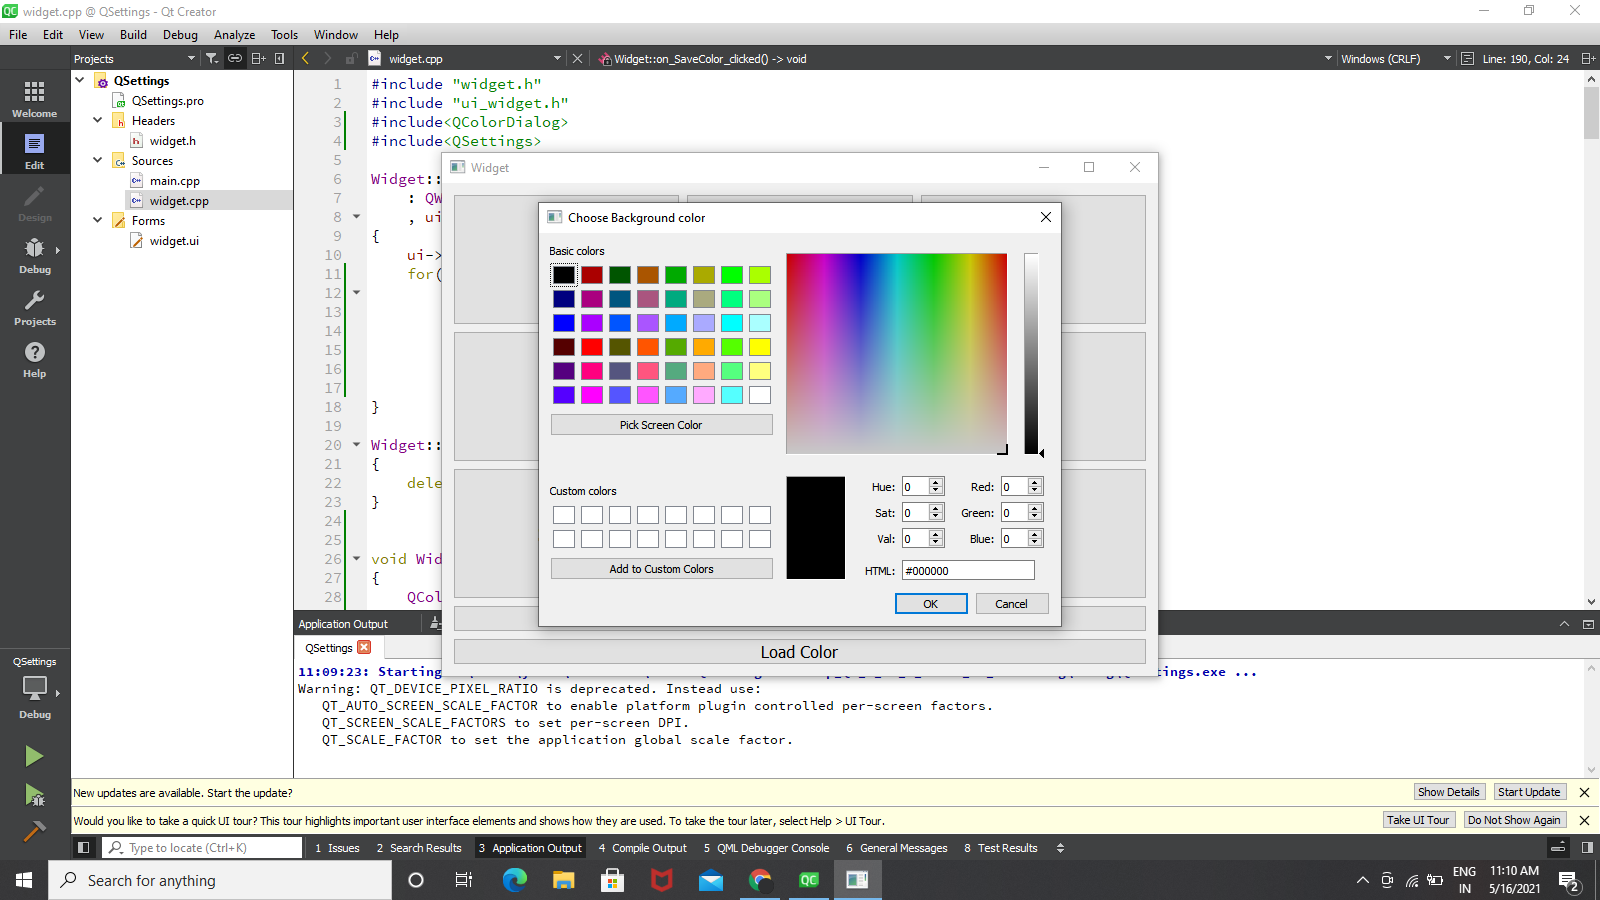 widget.cpp @ QSettings - Qt Creator
File Edit View Build Debug Analyze Tools Window Help
Projects
widget.cpp
Widget::on_SaveColor_clicked() -> void
Windows (CRLF)
Line: 190, Col: 24
Welcome
Edit
Design
Debug
Projects
Help
QSettings
Debug
QSettings
QSettings.pro
Headers
widget.h
Sources
main.cpp
widget.cpp
Forms
widget.ui
1 #include "widget.h"
2 #include "ui_widget.h"
3 #include<QColorDialog>
4 #include<QSettings>
5
6 Widget::
7 : QW
8 , ui
9 {
10 ui->
11 for(
12
13
14
15
16
17
18 }
19
20 Widget::
21 {
22 dele
23 }
24
25
26 void Wid
27 {
28 QCol
Widget
Choose Background color
Basic colors
Pick Screen Color
Custom colors
Add to Custom Colors
Hue: 0 Red: 0
Sat: 0 Green: 0
Val: 0 Blue: 0
HTML: #000000
OK Cancel
Load Color
Application Output
QSettings
11:09:23: Starting tings.exe ...
Warning: QT_DEVICE_PIXEL_RATIO is deprecated. Instead use:
QT_AUTO_SCREEN_SCALE_FACTOR to enable platform plugin controlled per-screen factors.
QT_SCREEN_SCALE_FACTORS to set per-screen DPI.
QT_SCALE_FACTOR to set the application global scale factor.
New updates are available. Start the update? Show Details Start Update
Would you like to take a quick UI tour? This tour highlights important user interface elements and shows how they are used. To take the tour later, select Help > UI Tour. Take UI Tour Do Not Show Again
Type to locate (Ctrl+K) 1 Issues 2 Search Results 3 Application Output 4 Compile Output 5 QML Debugger Console 6 General Messages 8 Test Results
Search for anything
QC
ENG
IN
11:10 AM
5/16/2021
2